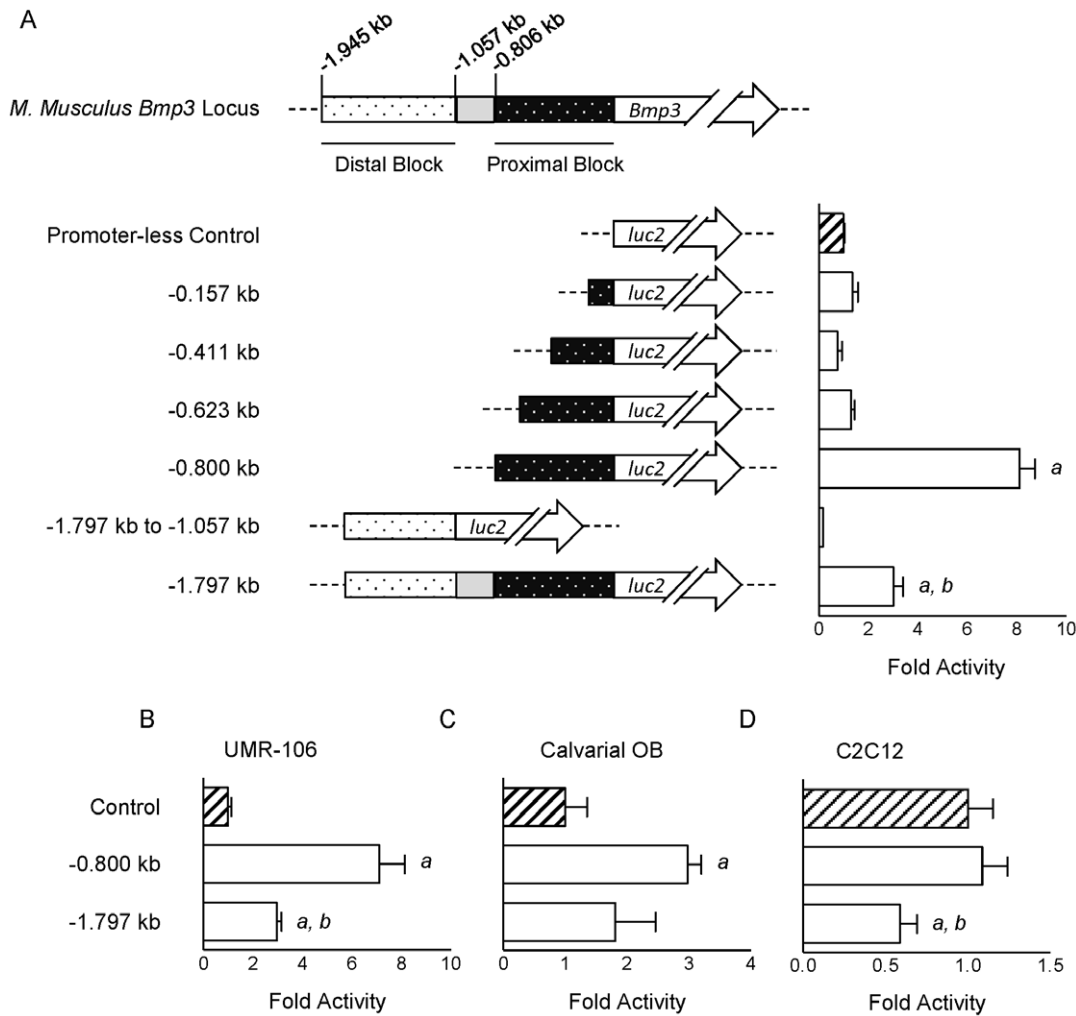 A
-1.945 kb
-1.057 kb
-0.806 kb
M. Musculus Bmp3 Locus
Bmp3
Distal Block
Proximal Block
Promoter-less Control
luc2
-0.157 kb
luc2
-0.411 kb
luc2
-0.623 kb
luc2
-0.800 kb
luc2
a
-1.797 kb to -1.057 kb
luc2
-1.797 kb
luc2
a, b
0 2 4 6 8 10
Fold Activity
B
UMR-106
Control
-0.800 kb
-1.797 kb
a
a, b
0 2 4 6 8 10
Fold Activity
C
Calvarial OB
a
0 1 2 3 4
Fold Activity
D
C2C12
a, b
0.0 0.5 1.0 1.5
Fold Activity